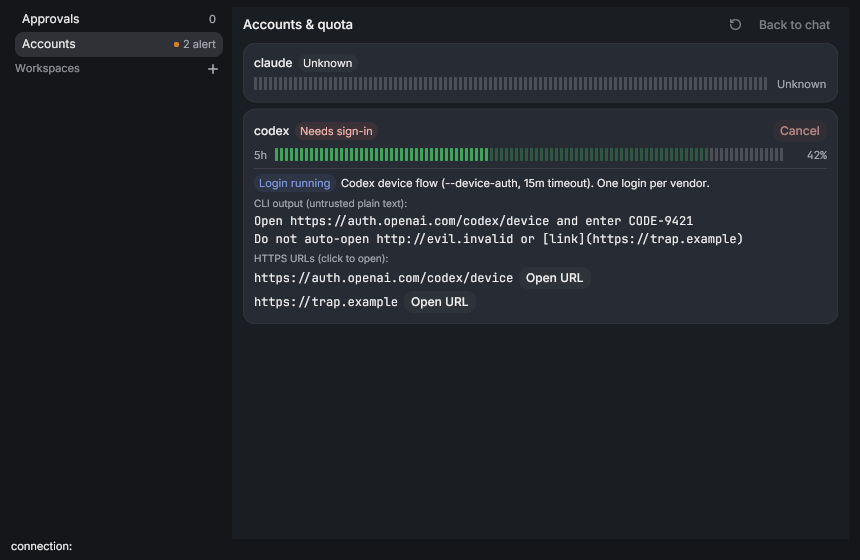 Approvals 0
Accounts 2 alert
Workspaces +
Accounts & quota Back to chat
claude Unknown
Unknown
codex Needs sign-in Cancel
5h 42%
Login running Codex device flow (--device-auth, 15m timeout). One login per vendor.
CLI output (untrusted plain text):
Open https://auth.openai.com/codex/device and enter CODE-9421
Do not auto-open http://evil.invalid or [link](https://trap.example)
HTTPS URLs (click to open):
https://auth.openai.com/codex/device Open URL
https://trap.example Open URL
connection: